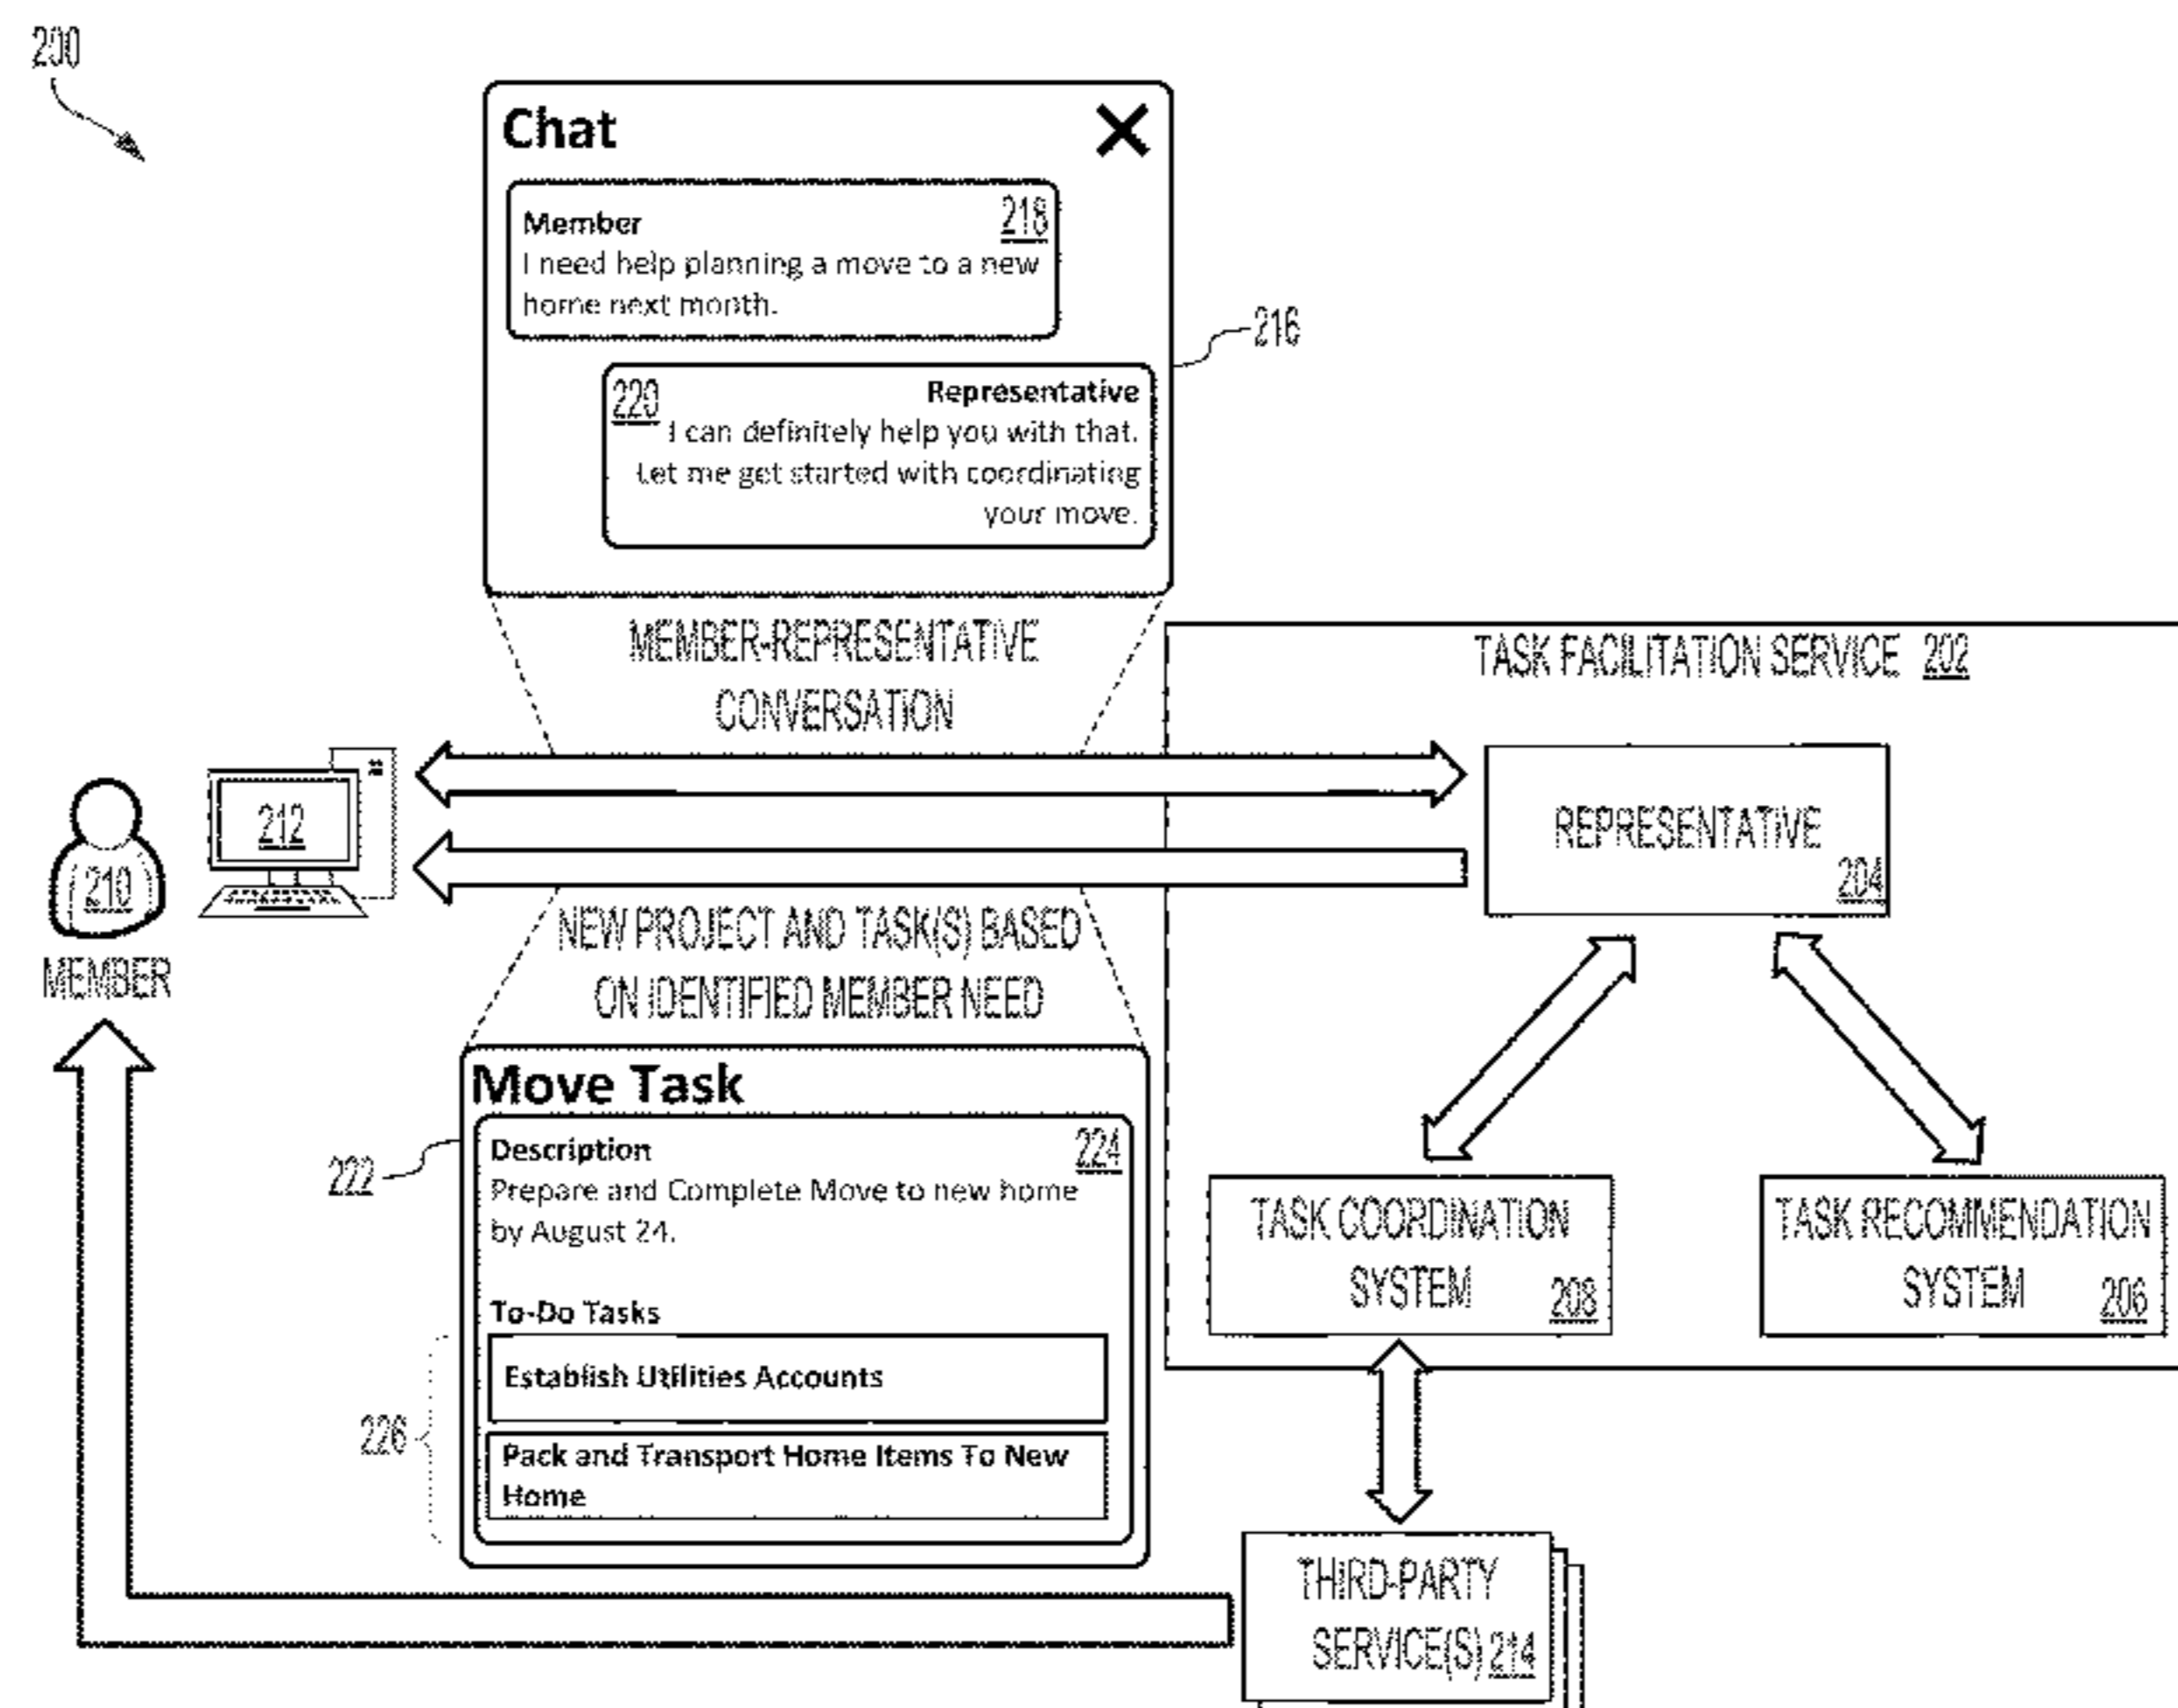 200
Chat
Member
218
I need help planning a move to a new
home next month.
216
220
Representative
I can definitely help you with that.
Let me get started with coordinating
your move.
MEMBER-REPRESENTATIVE
CONVERSATION
TASK FACILITATION SERVICE 202
212
210
MEMBER
REPRESENTATIVE
204
NEW PROJECT AND TASK(S) BASED
ON IDENTIFIED MEMBER NEED
Move Task
222
Description
224
Prepare and Complete Move to new home
by August 24.
To-Do Tasks
226
Establish Utilities Accounts
Pack and Transport Home Items To New
Home
TASK COORDINATION
SYSTEM 208
TASK RECOMMENDATION
SYSTEM 206
THIRD-PARTY
SERVICE(S) 214